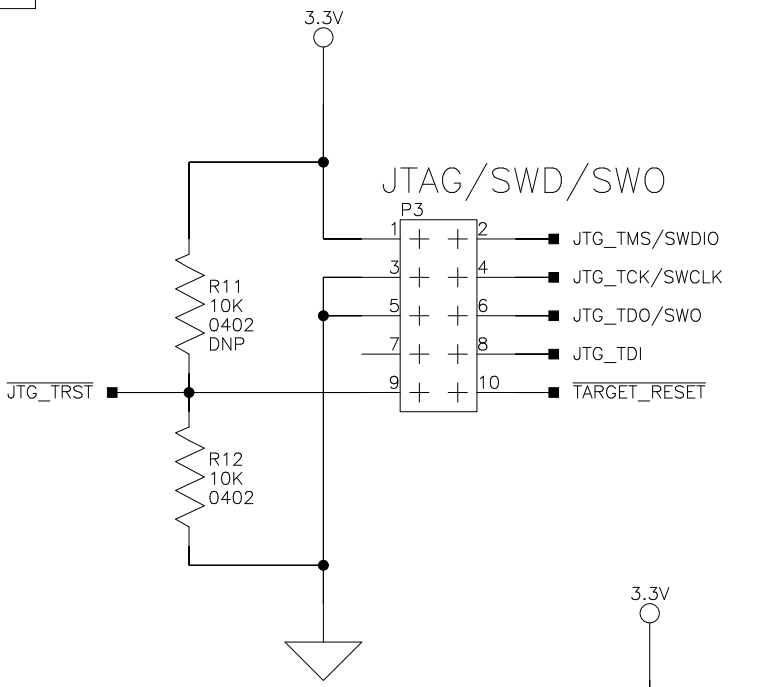 3.3V
JTAG/SWD/SWO
P3
1 2 JTG_TMS/SWDIO
3 4 JTG_TCK/SWCLK
R11
10K
0402
DNP
5 6 JTG_TDO/SWO
7 8 JTG_TDI
JTG_TRST 9 10 TARGET_RESET
R12
10K
0402
3.3V